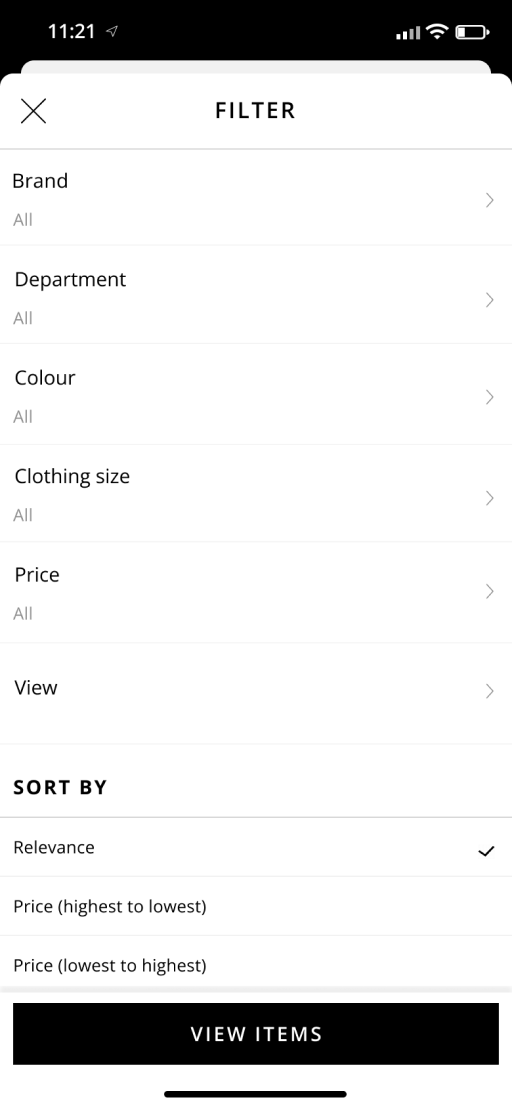 11:21
FILTER
Brand
All
Department
All
Colour
All
Clothing size
All
Price
All
View
SORT BY
Relevance
Price (highest to lowest)
Price (lowest to highest)
VIEW ITEMS